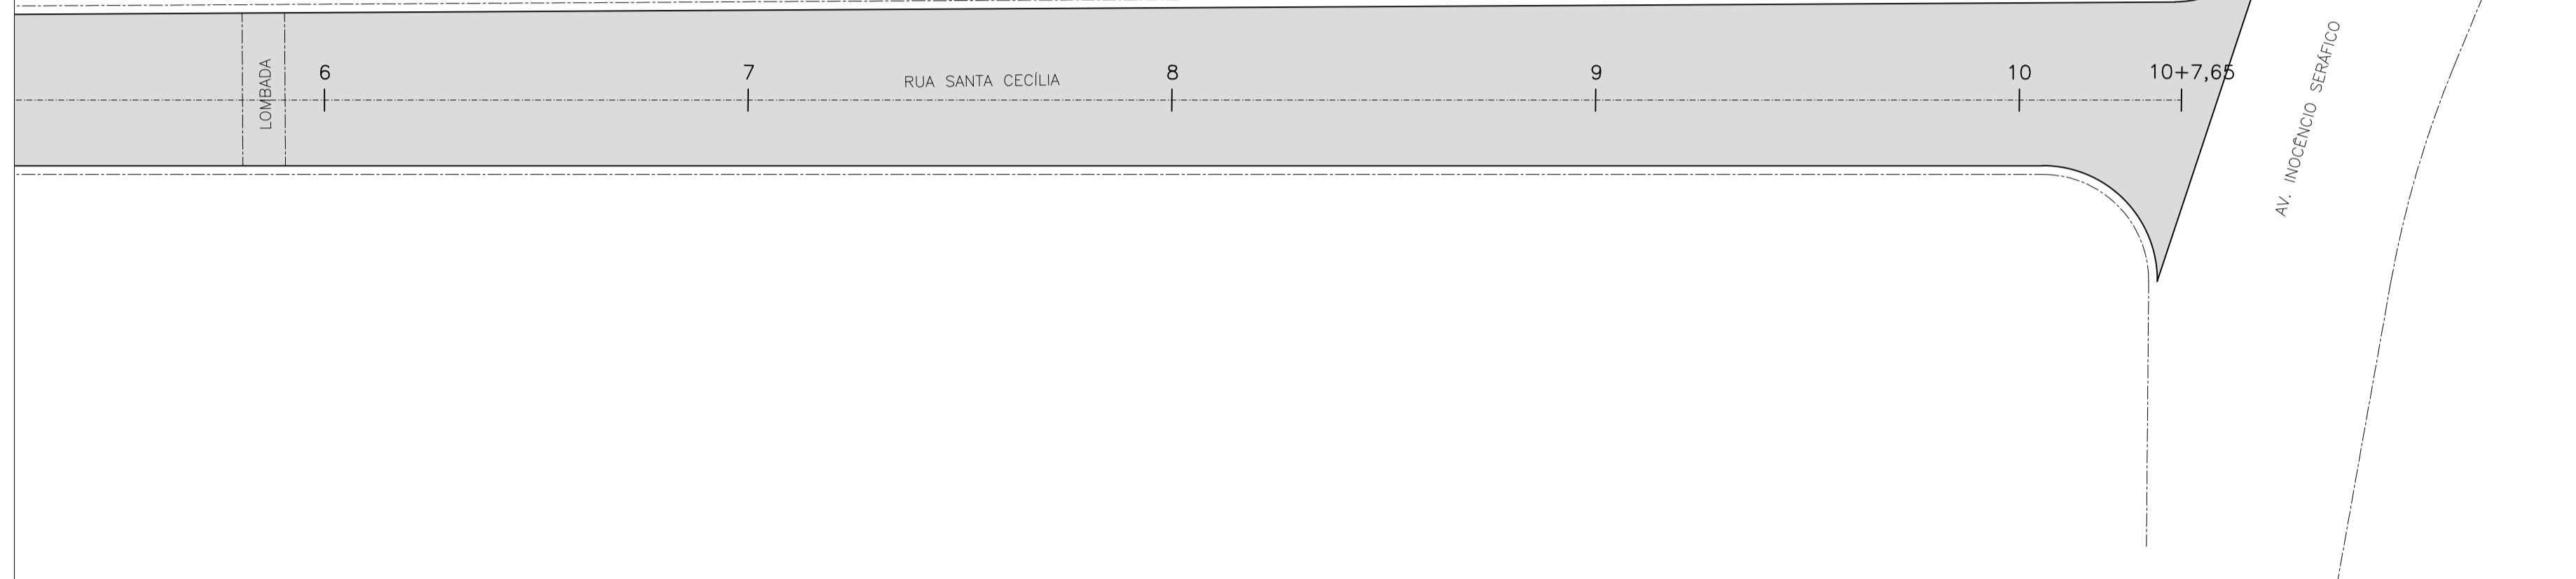 6
7
RUA SANTA CECÍLIA
8
9
10
10+7,65
LOMBADA
AV. INOCÊNCIO SERÁFICO